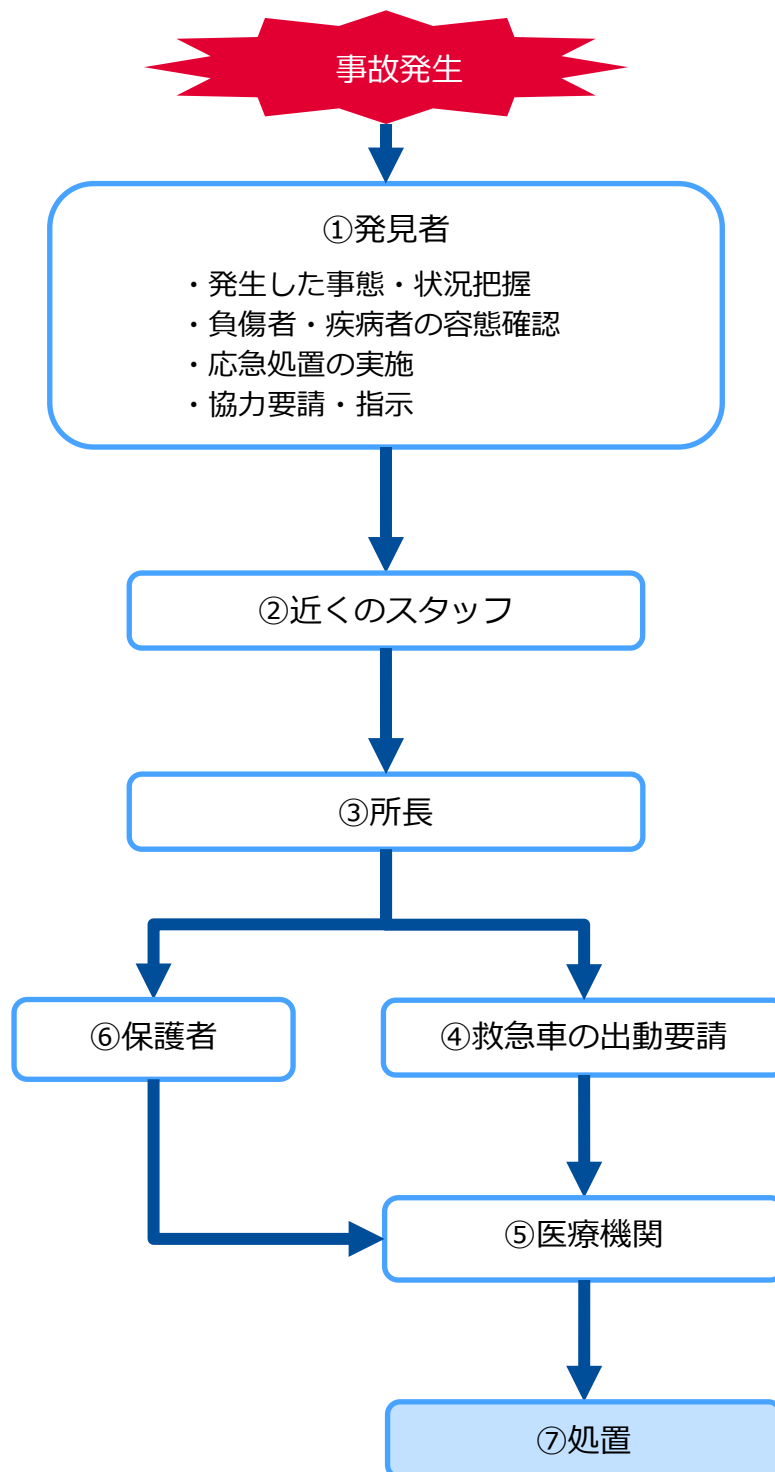 事故発生
①発見者
・発生した事態・状況把握
・負傷者・疾病者の容態確認
・応急処置の実施
・協力要請・指示
②近くのスタッフ
③所長
⑥保護者
④救急車の出動要請
⑤医療機関
⑦処置